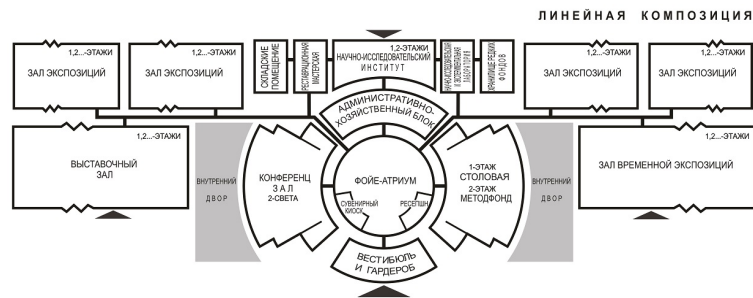 ЛИНЕЙНАЯ КОМПОЗИЦИЯ
1,2...-ЭТАЖИ
ЗАЛ ЭКСПОЗИЦИЙ
1,2...-ЭТАЖИ
ЗАЛ ЭКСПОЗИЦИЙ
СКЛАДСКИЕ
ПОМЕЩЕНИЕ
РЕСТАВРАЦИОННАЯ
МАСТЕРСКАЯ
1,2-ЭТАЖИ
НАУЧНО-ИССЛЕДОВАТЕЛЬСКИЙ
ИНСТИТУТ
ЛАБОРАТОРИЯ
ХРАНИЛИЩЕ РЕДКИХ
ФОНДОВ
1,2...-ЭТАЖИ
ЗАЛ ЭКСПОЗИЦИЙ
1,2...-ЭТАЖИ
ЗАЛ ЭКСПОЗИЦИЙ
АДМИНИСТРАТИВНО-
ХОЗЯЙСТВЕННЫЙ БЛОК
1,2...-ЭТАЖИ
ВЫСТАВОЧНЫЙ
ЗАЛ
ВНУТРЕННИЙ
ДВОР
КОНФЕРЕНЦ
ЗАЛ
2-СВЕТА
ФОЙЕ-АТРИУМ
СУВЕНИРНЫЙ
КИОСК
РЕСЕПШН
1-ЭТАЖ
СТОЛОВАЯ
2-ЭТАЖ
МЕТОДФОНД
ВНУТРЕННИЙ
ДВОР
1,2...-ЭТАЖИ
ЗАЛ ВРЕМЕННОЙ ЭКСПОЗИЦИЙ
ВЕСТИБЮЛЬ
И ГАРДЕРОБ